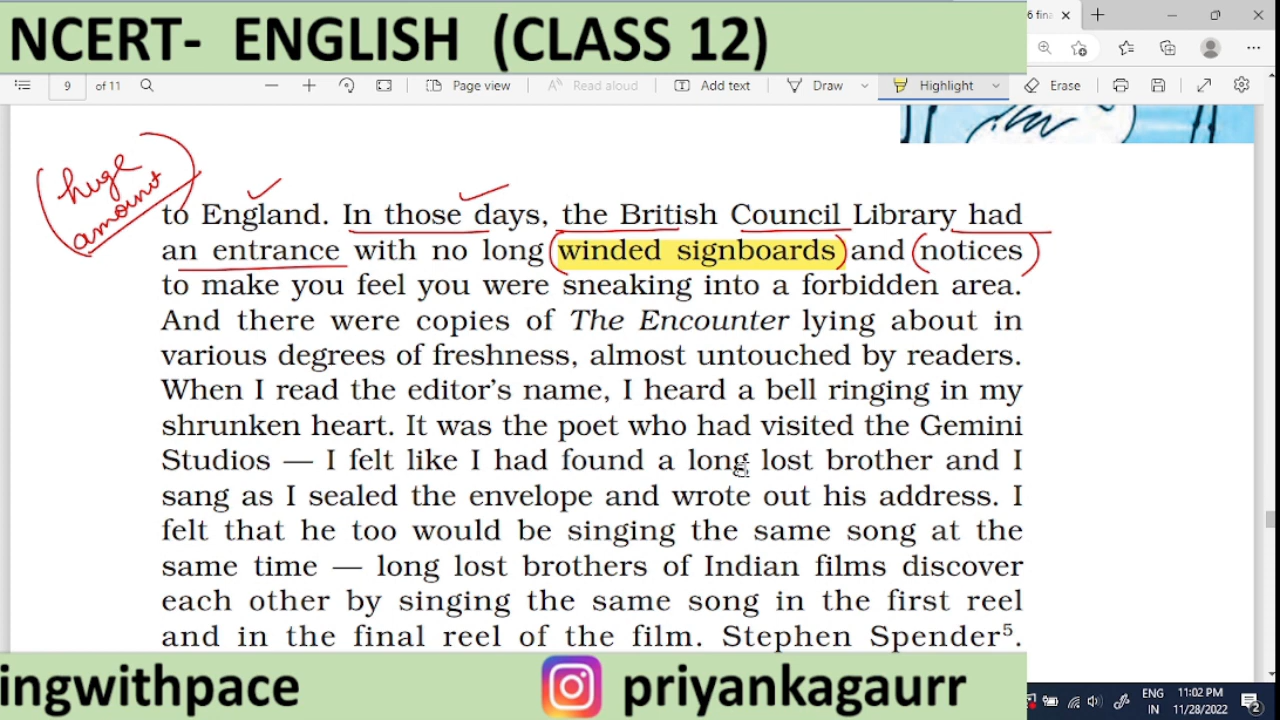 NCERT- ENGLISH (CLASS 12)
6 fina
9 of 11
Page view
Read aloud
Add text
Draw
Highlight
Erase
huge
amount
to England. In those days, the British Council Library had
an entrance with no long winded signboards and notices
to make you feel you were sneaking into a forbidden area.
And there were copies of The Encounter lying about in
various degrees of freshness, almost untouched by readers.
When I read the editor's name, I heard a bell ringing in my
shrunken heart. It was the poet who had visited the Gemini
Studios — I felt like I had found a long lost brother and I
sang as I sealed the envelope and wrote out his address. I
felt that he too would be singing the same song at the
same time — long lost brothers of Indian films discover
each other by singing the same song in the first reel
and in the final reel of the film. Stephen Spender⁵.
ingwithpace
priyankagaurr
ENG
IN
11:02 PM
11/28/2022
2